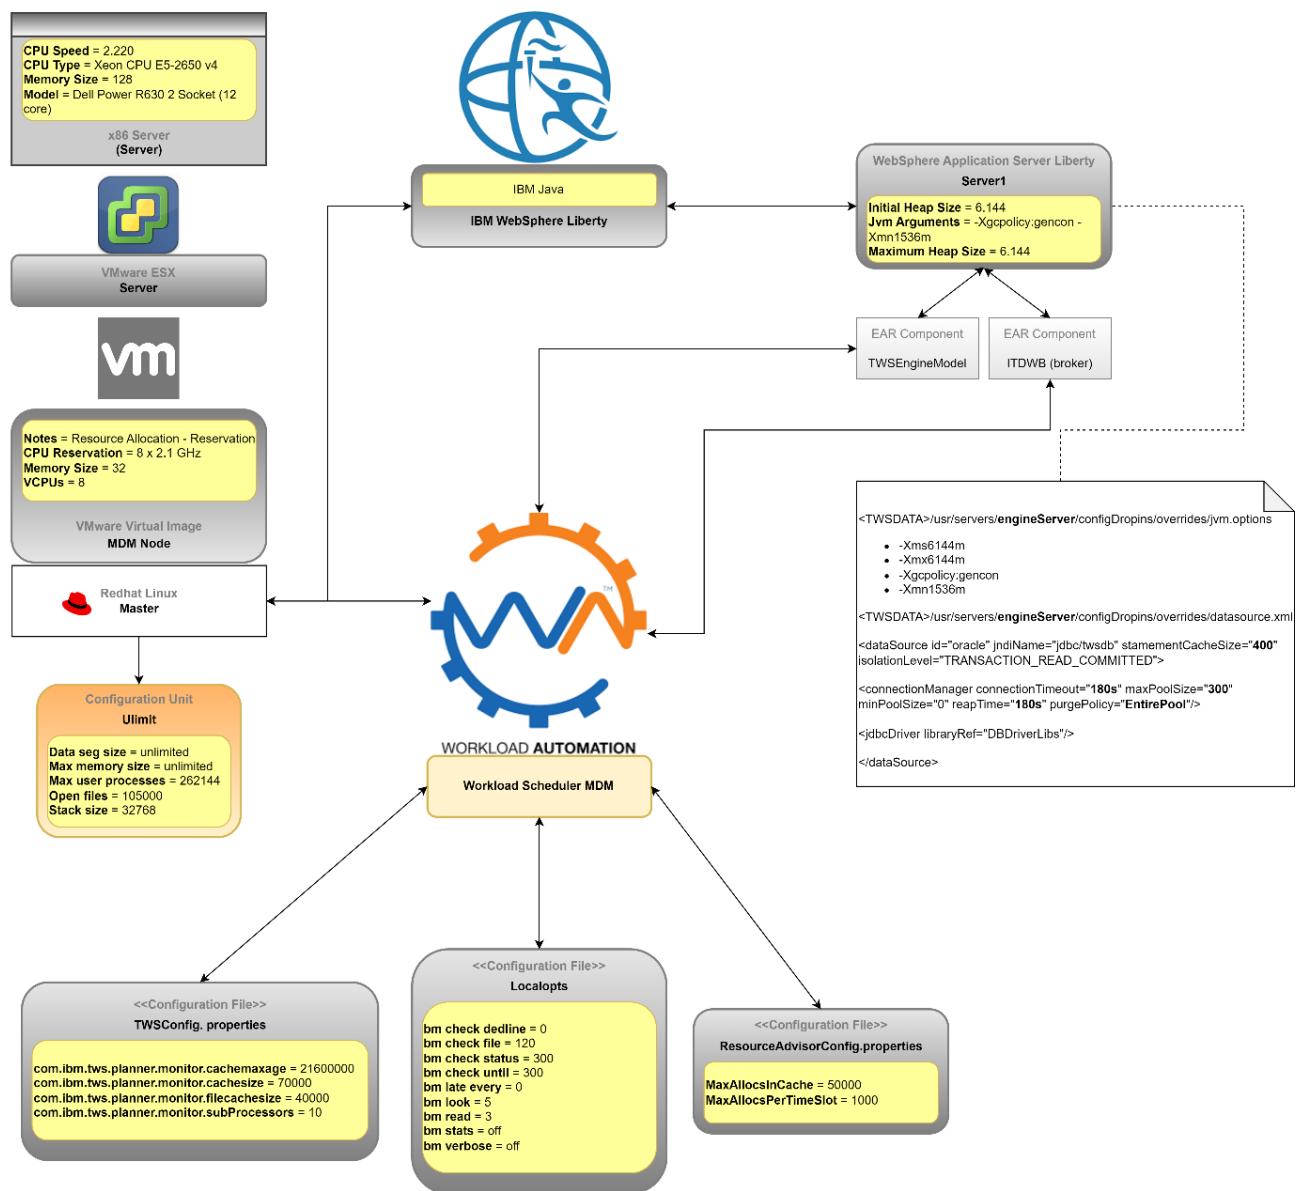 CPU Speed = 2.220
CPU Type = Xeon CPU E5-2650 v4
Memory Size = 128
Model = Dell Power R630 2 Socket (12
core)
x86 Server
(Server)
VMware ESX
Server
vm
Notes = Resource Allocation - Reservation
CPU Reservation = 8 x 2.1 GHz
Memory Size = 32
VCPUs = 8
VMware Virtual Image
MDM Node
Redhat Linux
Master
Configuration Unit
Ulimit
Data seg size = unlimited
Max memory size = unlimited
Max user processes = 262144
Open files = 105000
Stack size = 32768
IBM Java
IBM WebSphere Liberty
WebSphere Application Server Liberty
Server1
Initial Heap Size = 6.144
Jvm Arguments = -Xgcpolicy:gencon -
Xmn1536m
Maximum Heap Size = 6.144
EAR Component
TWSEngineModel
EAR Component
ITDWB (broker)
<TWSDATA>/usr/servers/engineServer/configDropins/overrides/jvm.options
• -Xms6144m
• -Xmx6144m
• -Xgcpolicy:gencon
• -Xmn1536m
<TWSDATA>/usr/servers/engineServer/configDropins/overrides/datasource.xml
<dataSource id="oracle" jndiName="jdbc/twsdb" stamementCacheSize="400"
isolationLevel="TRANSACTION_READ_COMMITTED">
<connectionManager connectionTimeout="180s" maxPoolSize="300"
minPoolSize="0" reapTime="180s" purgePolicy="EntirePool"/>
<jdbcDriver libraryRef="DBDriverLibs"/>
</dataSource>
WA™
WORKLOAD AUTOMATION
Workload Scheduler MDM
<<Configuration File>>
TWSConfig. properties
com.ibm.tws.planner.monitor.cachemaxage = 21600000
com.ibm.tws.planner.monitor.cachesize = 70000
com.ibm.tws.planner.monitor.filecachesize = 40000
com.ibm.tws.planner.monitor.subProcessors = 10
<<Configuration File>>
Localopts
bm check dedline = 0
bm check file = 120
bm check status = 300
bm check until = 300
bm late every = 0
bm look = 5
bm read = 3
bm stats = off
bm verbose = off
<<Configuration File>>
ResourceAdvisorConfig.properties
MaxAllocsInCache = 50000
MaxAllocsPerTimeSlot = 1000